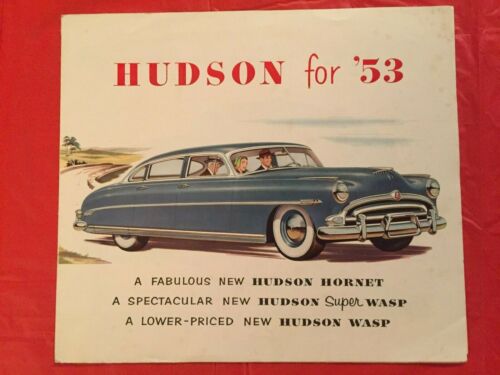 HUDSON for '53
A FABULOUS NEW HUDSON HORNET
A SPECTACULAR NEW HUDSON Super WASP
A LOWER-PRICED NEW HUDSON WASP